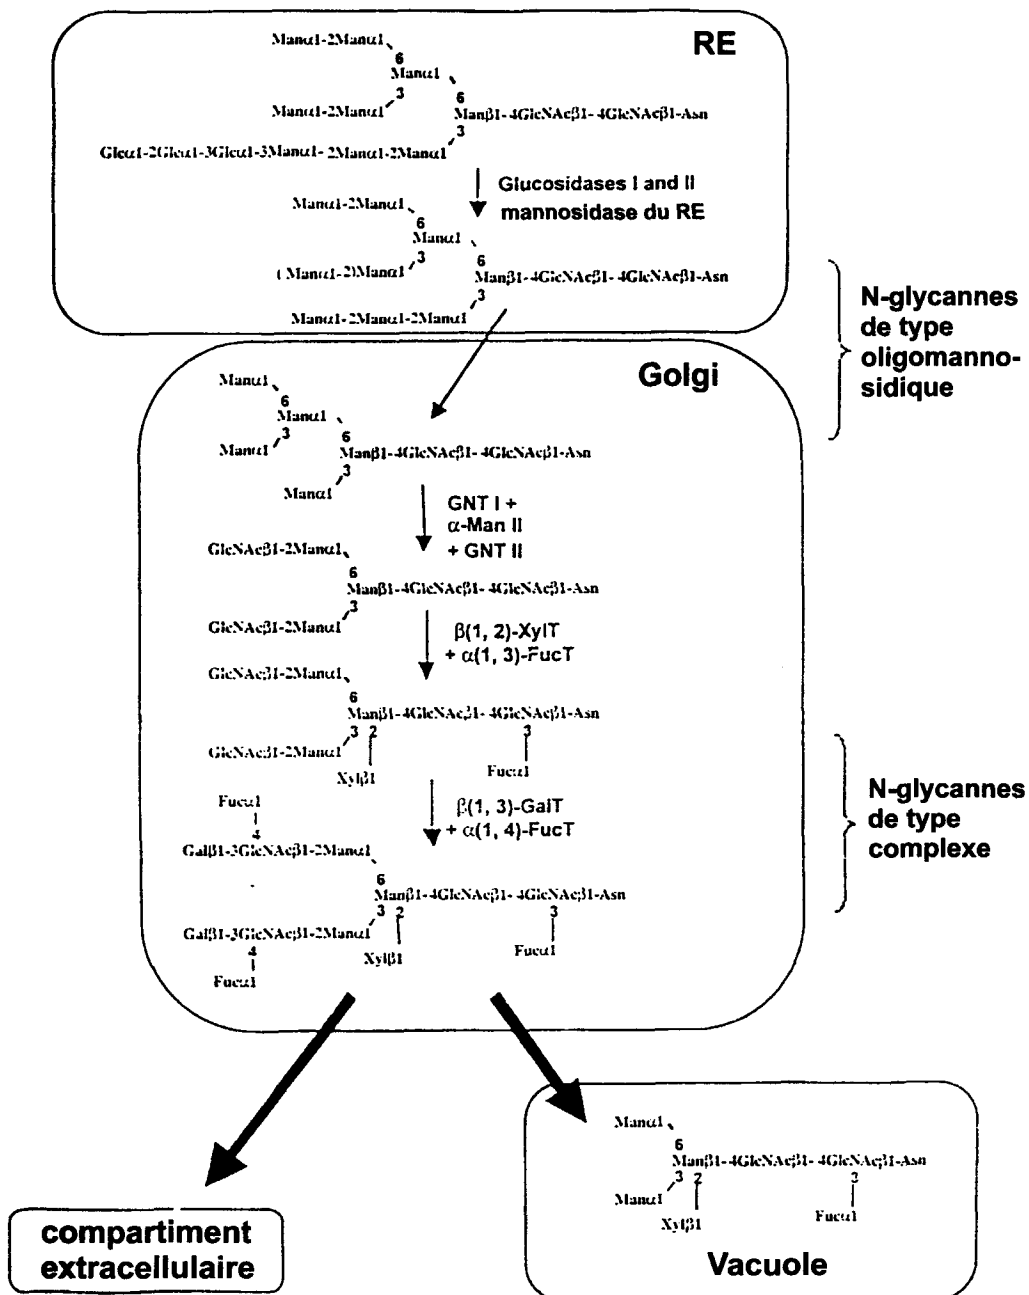 RE
Manα1-2Manα1
6
Manα1
3
6
Manα1-2Manα1
Manβ1-4GlcNAcβ1-4GlcNAcβ1-Asn
3
Glcα1-2Glcα1-3Glcα1-3Manα1-2Manα1-2Manα1
Glucosidases I and II
mannosidase du RE
Manα1-2Manα1
6
Manα1
3
6
(Manα1-2)Manα1
Manβ1-4GlcNAcβ1-4GlcNAcβ1-Asn
3
Manα1-2Manα1-2Manα1
N-glycannes
de type
oligomanno-
sidique
Golgi
Manα1
6
Manα1
3
6
Manα1
Manβ1-4GlcNAcβ1-4GlcNAcβ1-Asn
3
Manα1
GNT I +
α-Man II
+ GNT II
GlcNAcβ1-2Manα1
6
Manβ1-4GlcNAcβ1-4GlcNAcβ1-Asn
3
GlcNAcβ1-2Manα1
β(1, 2)-XylT
+ α(1, 3)-FucT
GlcNAcβ1-2Manα1
6
Manβ1-4GlcNAcβ1-4GlcNAcβ1-Asn
3 2 3
GlcNAcβ1-2Manα1
Xylβ1
Fucα1
β(1, 3)-GalT
+ α(1, 4)-FucT
N-glycannes
de type
complexe
Fucα1
4
Galβ1-3GlcNAcβ1-2Manα1
6
Manβ1-4GlcNAcβ1-4GlcNAcβ1-Asn
3 2 3
Galβ1-3GlcNAcβ1-2Manα1
4
Xylβ1
Fucα1
Fucα1
compartiment
extracellulaire
Manα1
6
Manβ1-4GlcNAcβ1-4GlcNAcβ1-Asn
3 2 3
Manα1
Xylβ1
Fucα1
Vacuole